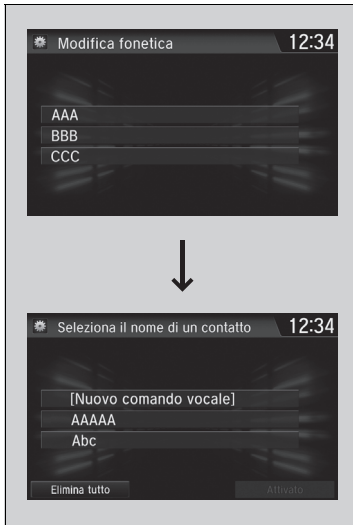 Modifica fonetica 12:34
AAA
BBB
CCC
Seleziona il nome di un contatto 12:34
[Nuovo comando vocale]
AAAAA
Abc
Elimina tutto Attivato